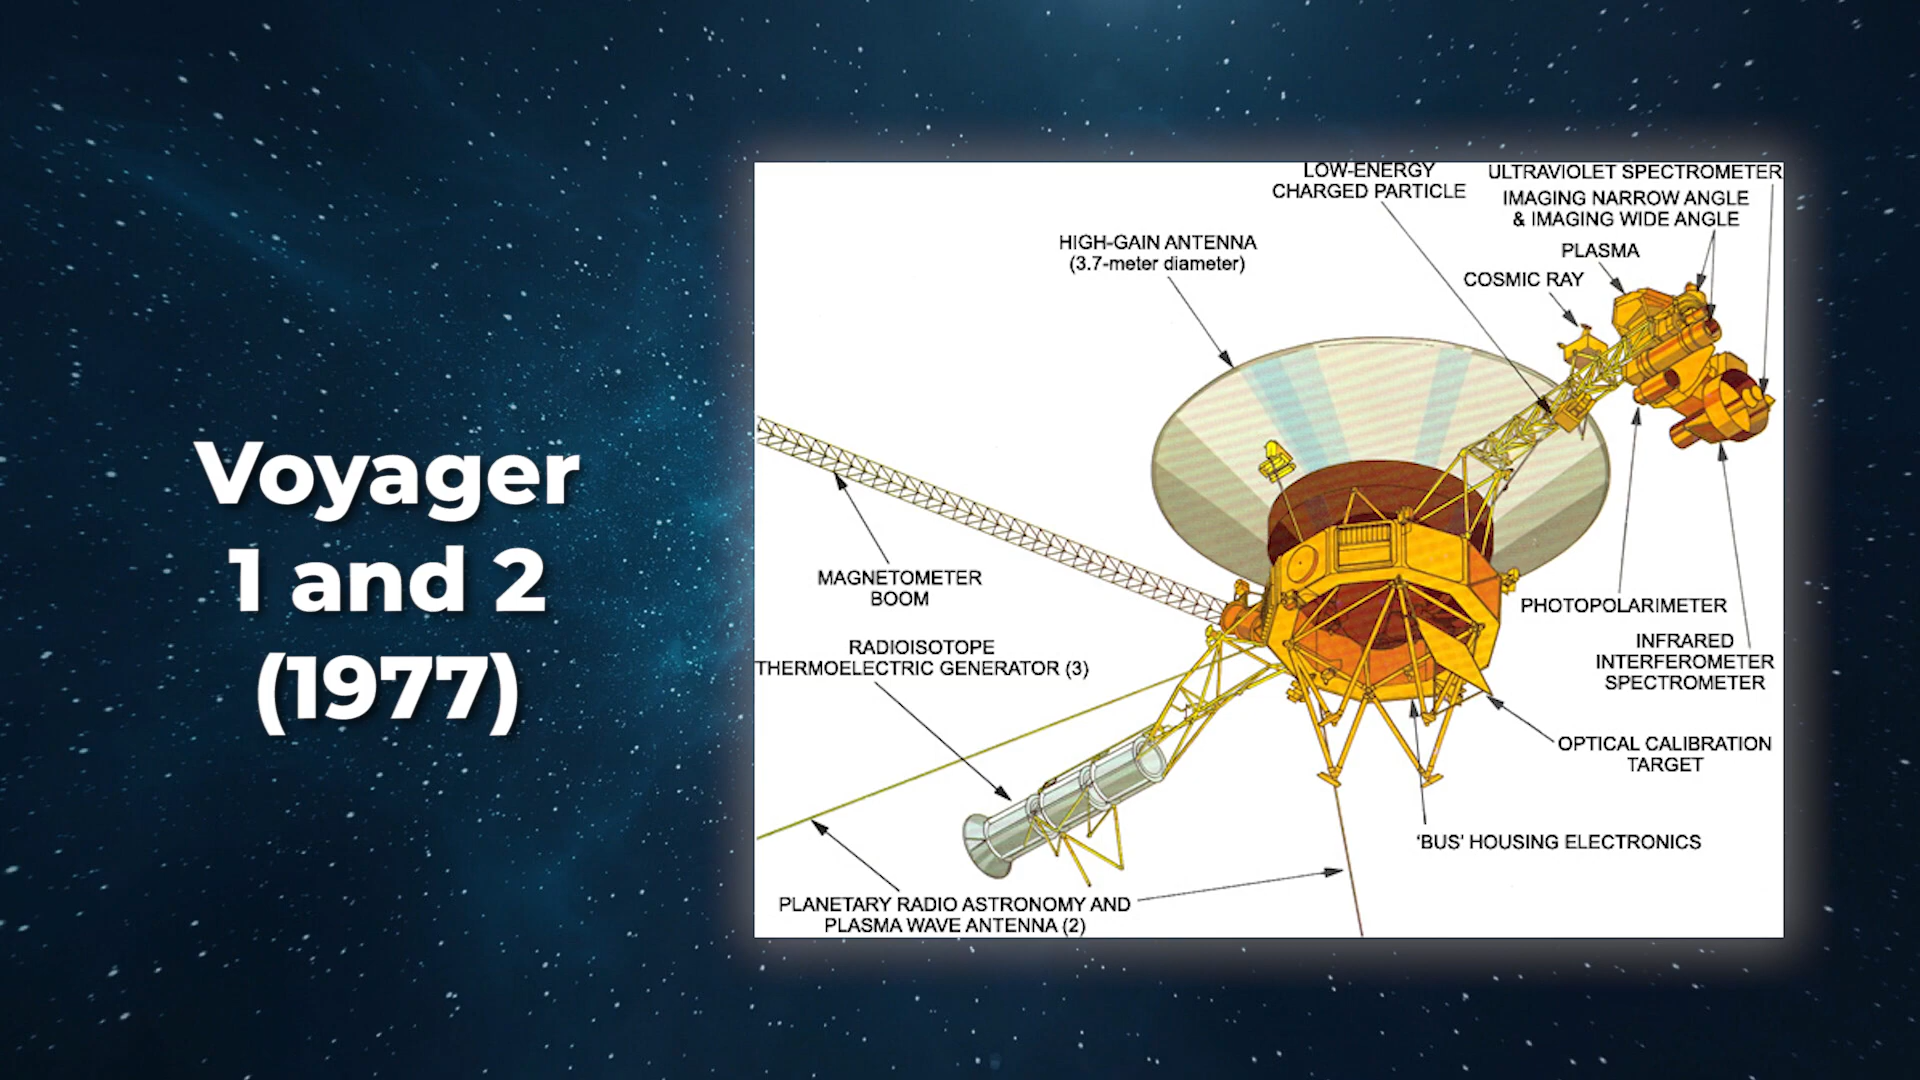 Voyager
1 and 2
(1977)
LOW-ENERGY
CHARGED PARTICLE
ULTRAVIOLET SPECTROMETER
IMAGING NARROW ANGLE
& IMAGING WIDE ANGLE
PLASMA
COSMIC RAY
HIGH-GAIN ANTENNA
(3.7-meter diameter)
MAGNETOMETER
BOOM
RADIOISOTOPE
THERMOELECTRIC GENERATOR (3)
PHOTOPOLARIMETER
INFRARED
INTERFEROMETER
SPECTROMETER
OPTICAL CALIBRATION
TARGET
‘BUS’ HOUSING ELECTRONICS
PLANETARY RADIO ASTRONOMY AND
PLASMA WAVE ANTENNA (2)